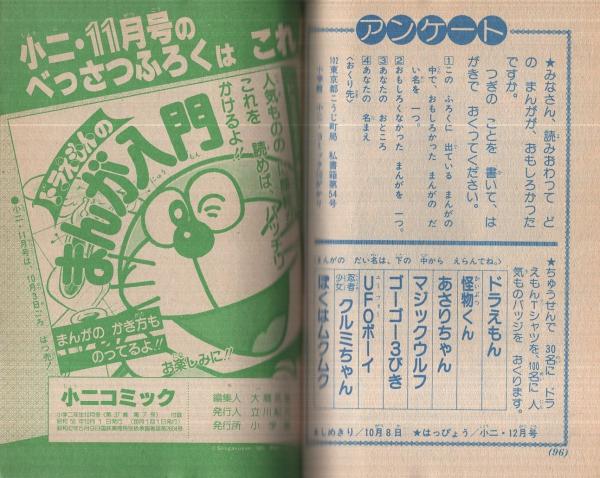 アンケート
★みなさん、読みおわって ど
の まんがが、おもしろかった
ですか。
つぎの ことを 書いて、は
がきで おくってください。
1 この ふろくに 出ている まんがの
中で、おもしろかった まんがの だ
い名を 一つ。
2 おもしろくなかった まんがを 一つ。
3 あなたの おところ
4 あなたの 名まえ
〈おくり先〉
102 東京都こうじ町局 私書箱第54号
まんがの だい名は、下の 中から えらんでね。
ドラえもん
怪物くん
あさりちゃん
マジックウルフ
ゴーゴー3びき
UFOボーイ
忍者少女 クルミちゃん
ぼくはムクムク
★ちゅうせんで 30名に ドラ
えもんTシャツを、100名に 人
気ものバッジを おくります。
★しめきり/10月8日 ★はっぴょう/小二・12月号
(96)
小二・11月号の
べっさつふろくは これ
人気ものの
これを 読めば、バッチリ
かけるよ!!
ドラえもんの
まんが入門
まんがの かき方も
のってるよ!!
お楽しみに!!
●小二・11月号は、10月3日ごろ はつ売!
小二コミック
編集人 大
発行人 立川
発行所 小学